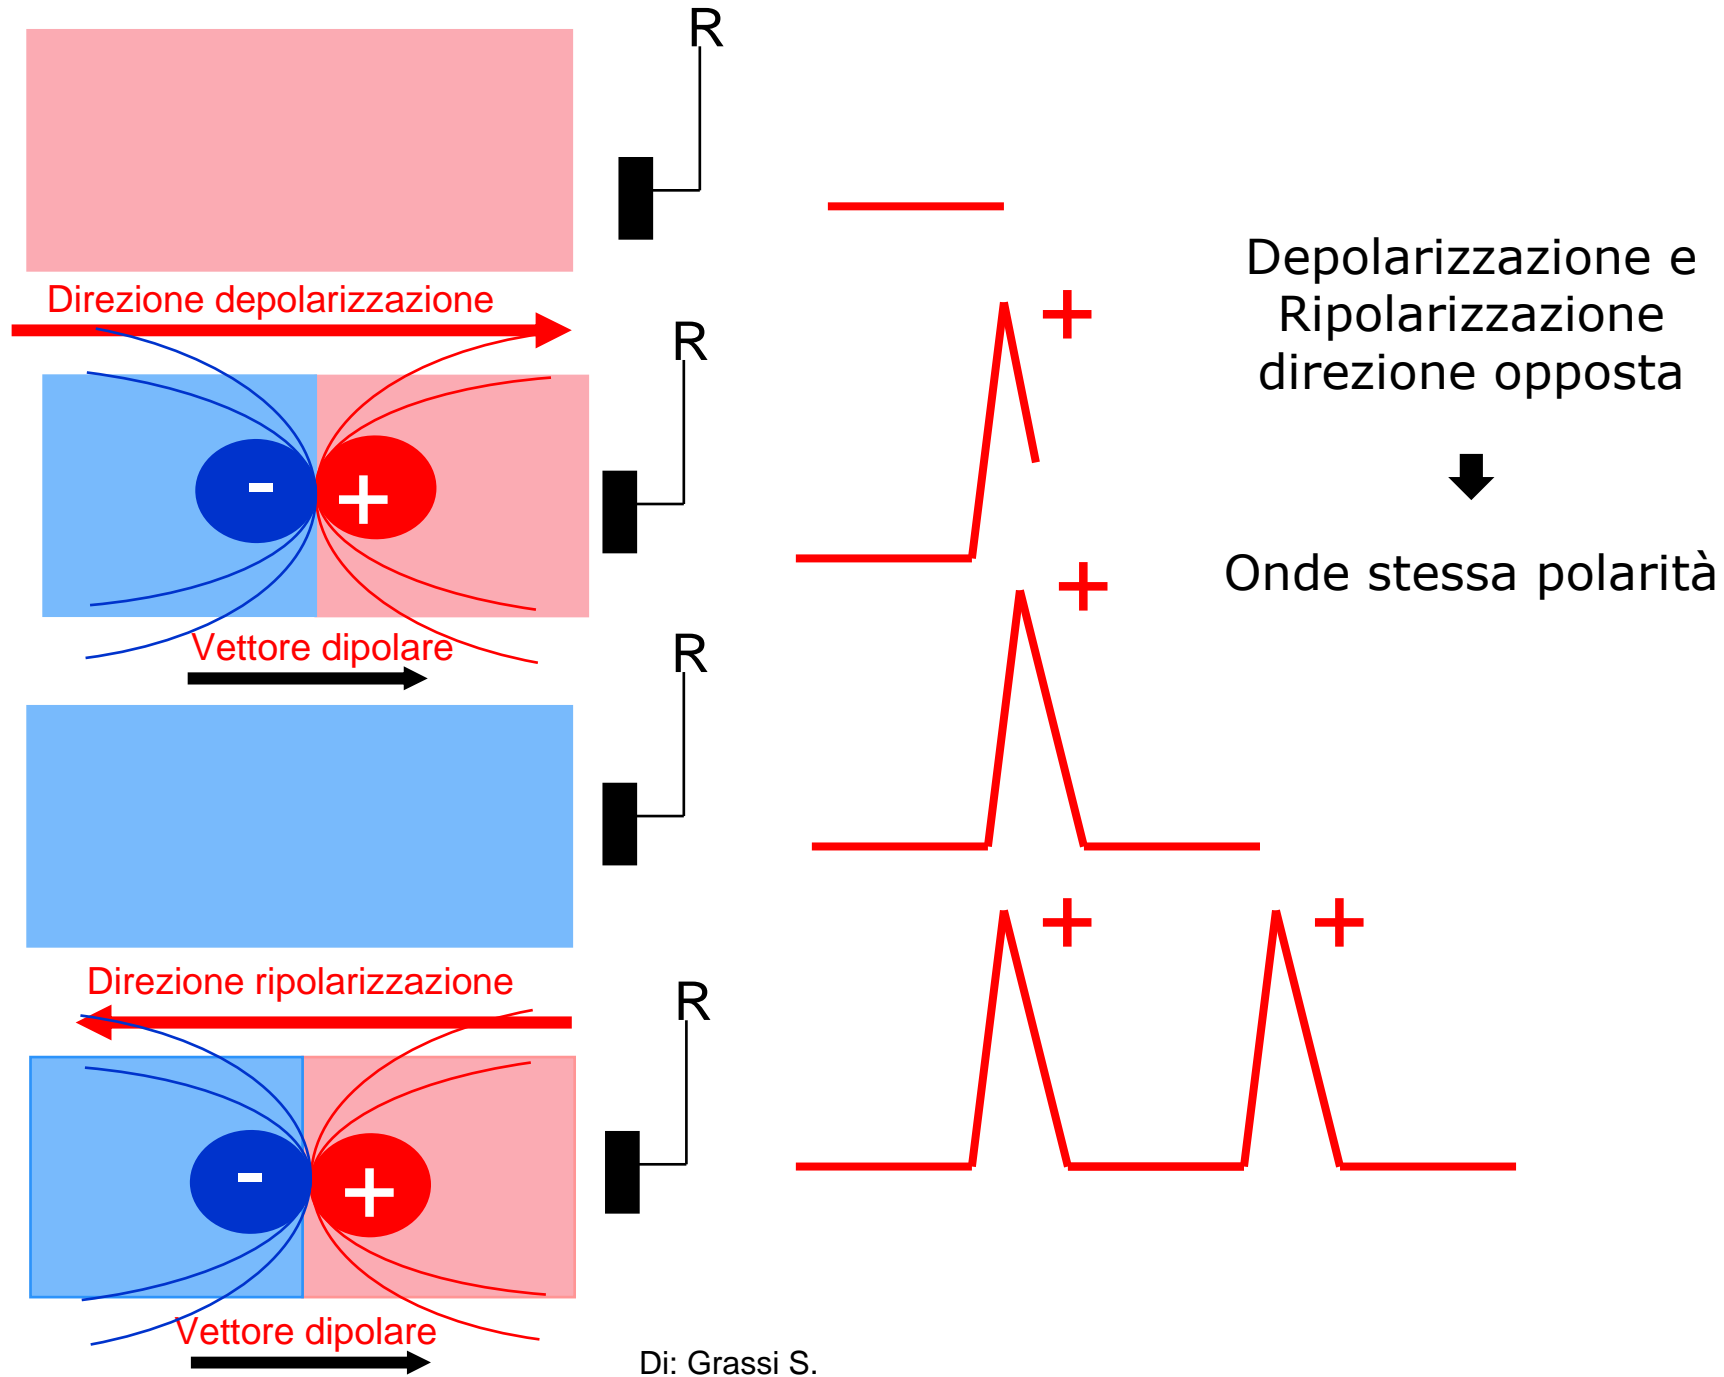 R
Direzione depolarizzazione
R
+
- +
Vettore dipolare
R
+
Direzione ripolarizzazione
R
+ +
- +
Vettore dipolare
Depolarizzazione e
Ripolarizzazione
direzione opposta
Onde stessa polarità
Di: Grassi S.